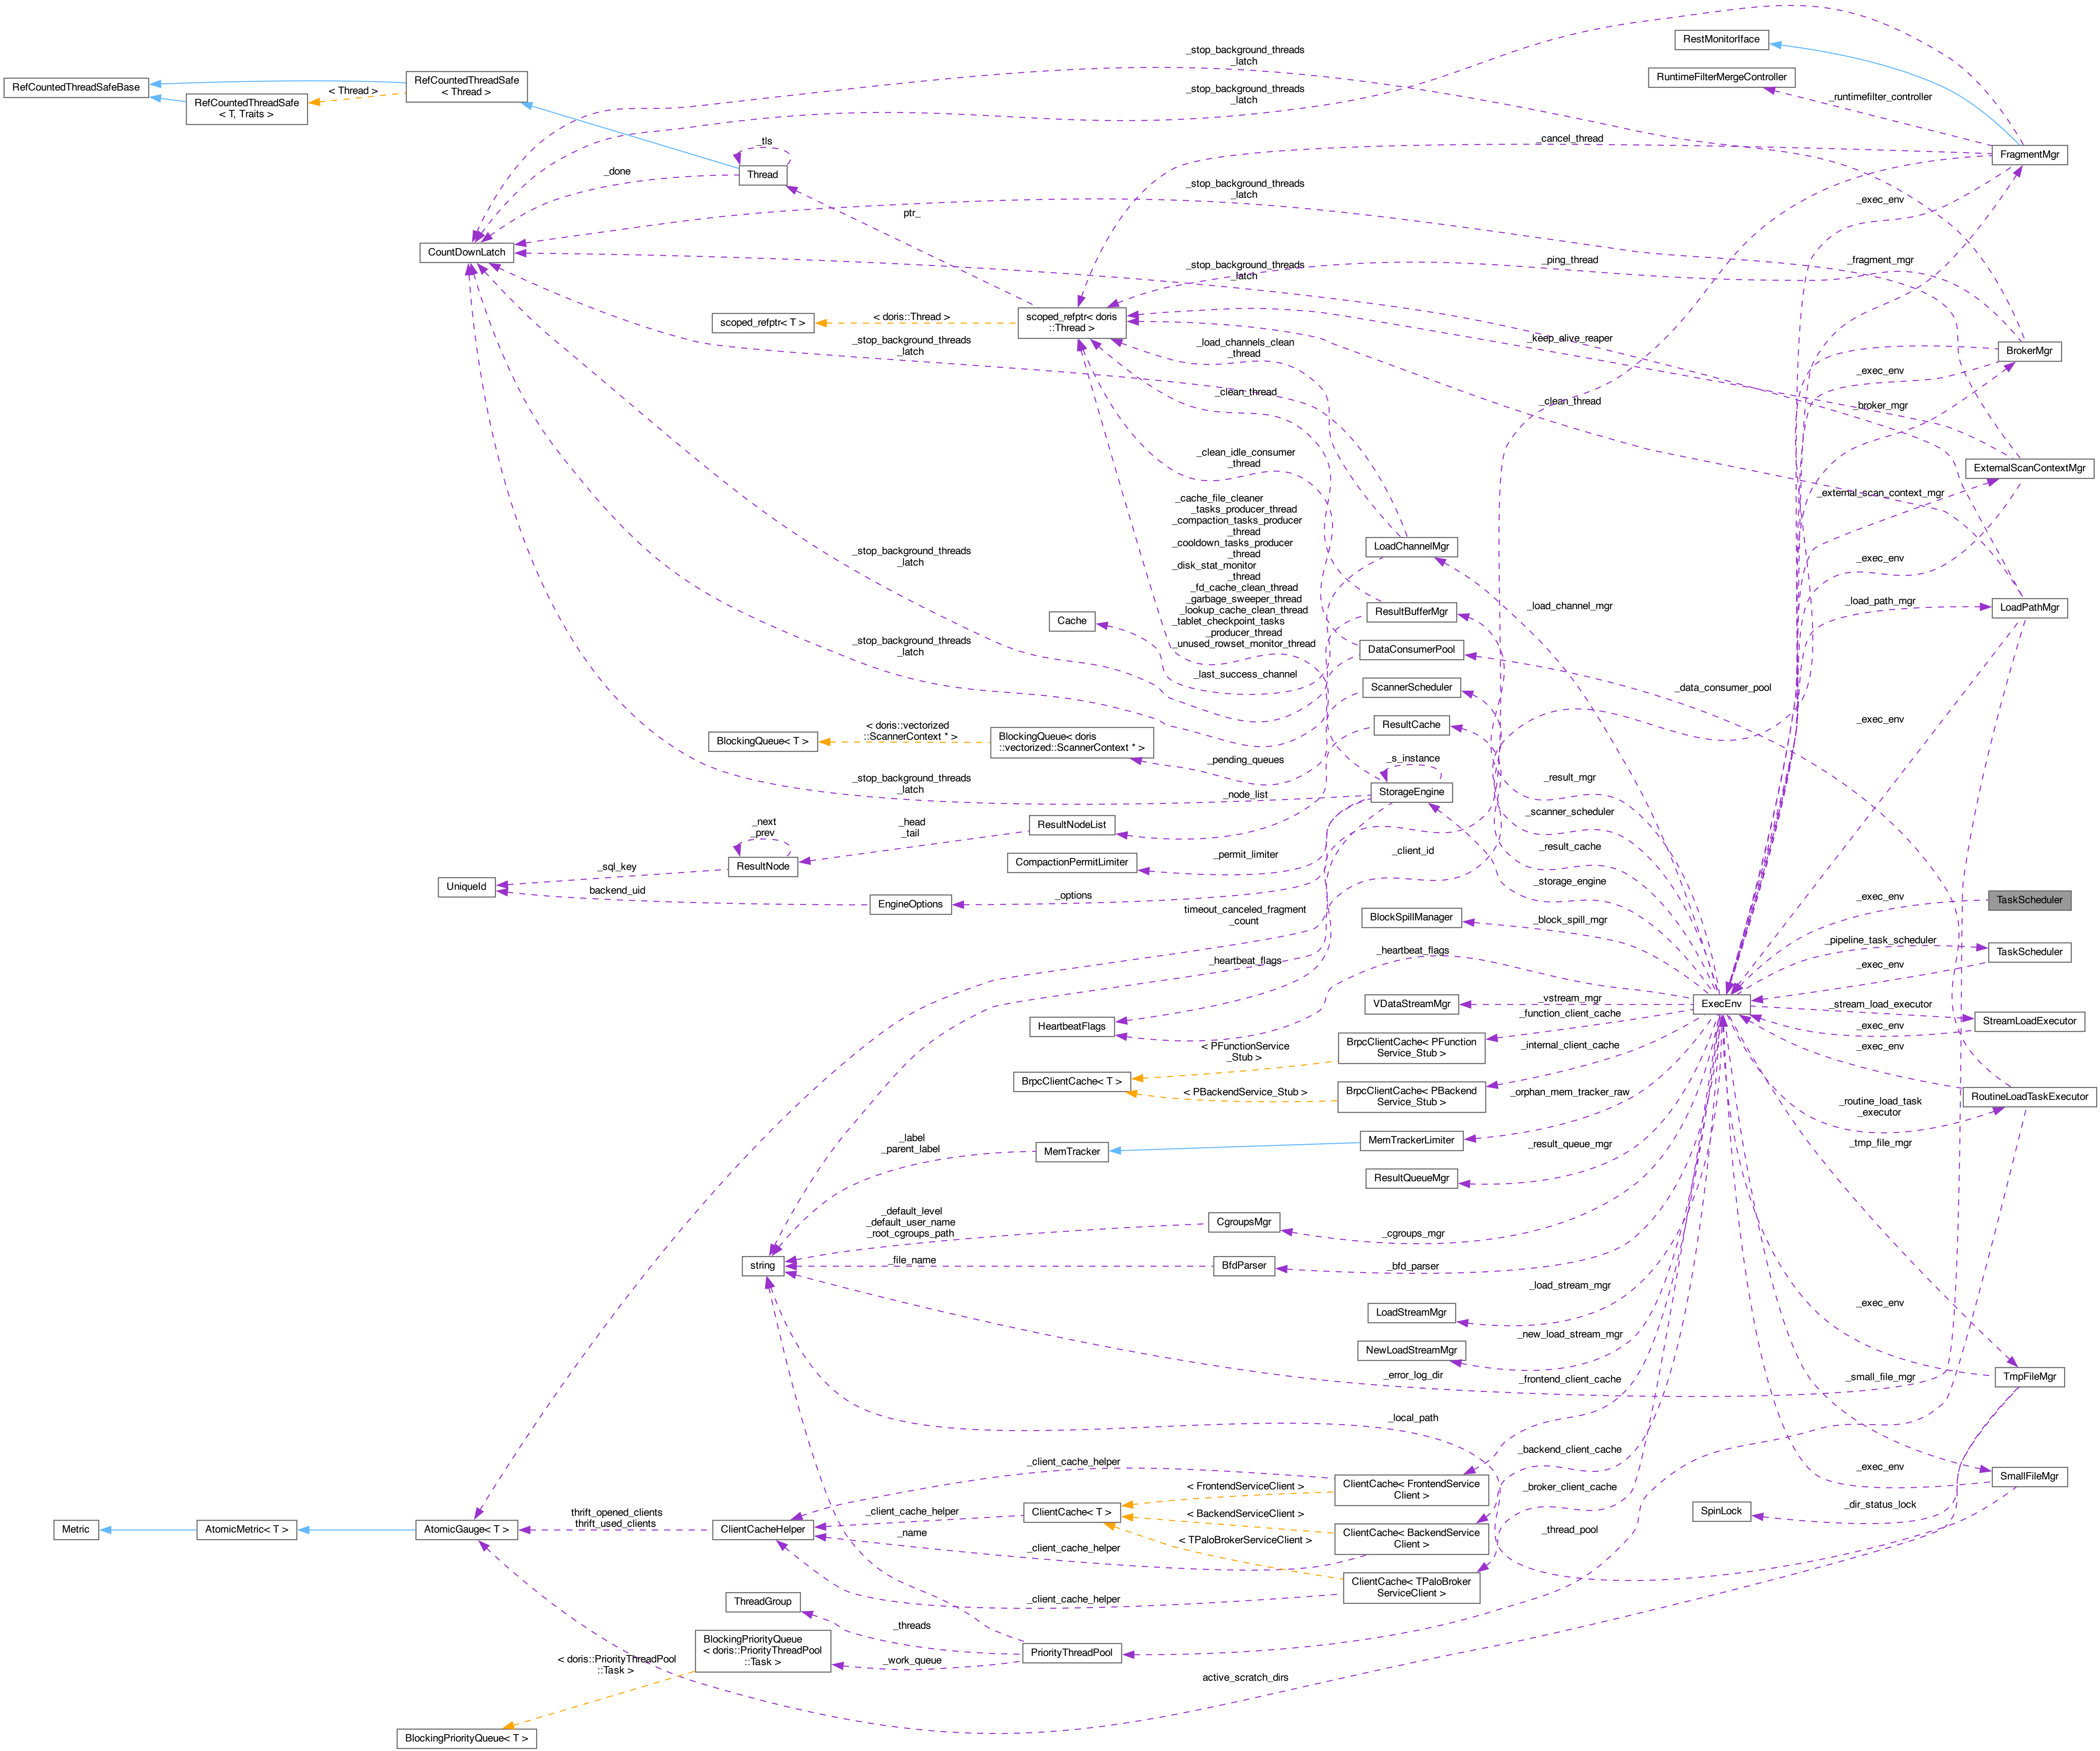 RestMonitorIface
_stop_background_threads
_latch
RuntimeFilterMergeController
RefCountedThreadSafe
< Thread >
RefCountedThreadSafeBase
< Thread >
RefCountedThreadSafe
< T, Traits >
_stop_background_threads
_latch
_runtimefilter_controller
_tls
_cancel_thread
FragmentMgr
_done
Thread
_stop_background_threads
_latch
_exec_env
ptr_
CountDownLatch
_stop_background_threads
_latch
_ping_thread
_fragment_mgr
scoped_refptr< T >
< doris::Thread >
scoped_refptr< doris
::Thread >
_stop_background_threads
_latch
_load_channels_clean
_thread
_keep_alive_reaper
BrokerMgr
_exec_env
_clean_thread
_clean_thread
_broker_mgr
_clean_idle_consumer
_thread
ExternalScanContextMgr
_external_scan_context_mgr
_cache_file_cleaner
_tasks_producer_thread
_compaction_tasks_producer
_thread
_cooldown_tasks_producer
_thread
_disk_stat_monitor
_thread
_fd_cache_clean_thread
_garbage_sweeper_thread
_lookup_cache_clean_thread
_tablet_checkpoint_tasks
_producer_thread
_unused_rowset_monitor_thread
_stop_background_threads
_latch
LoadChannelMgr
_exec_env
Cache
ResultBufferMgr
_load_channel_mgr
_load_path_mgr
LoadPathMgr
_stop_background_threads
_latch
DataConsumerPool
_last_success_channel
ScannerScheduler
_data_consumer_pool
BlockingQueue< T >
< doris::vectorized
::ScannerContext * >
BlockingQueue< doris
::vectorized::ScannerContext * >
ResultCache
_exec_env
_stop_background_threads
_latch
_pending_queues
_s_instance
_result_mgr
_node_list
StorageEngine
_next
_prev
_head
_tail
ResultNodeList
_scanner_scheduler
_sql_key
ResultNode
CompactionPermitLimiter
_permit_limiter
_client_id
_result_cache
UniqueId
backend_uid
EngineOptions
_options
_storage_engine
_exec_env
TaskScheduler
timeout_canceled_fragment
_count
BlockSpillManager
_block_spill_mgr
_pipeline_task_scheduler
TaskScheduler
_heartbeat_flags
_heartbeat_flags
_exec_env
VDataStreamMgr
_vstream_mgr
ExecEnv
_stream_load_executor
HeartbeatFlags
_function_client_cache
StreamLoadExecutor
_exec_env
< PFunctionService
_Stub >
BrpcClientCache< PFunction
Service_Stub >
_internal_client_cache
_exec_env
BrpcClientCache< T >
< PBackendService_Stub >
BrpcClientCache< PBackend
Service_Stub >
_orphan_mem_tracker_raw
RoutineLoadTaskExecutor
_routine_load_task
_executor
_label
_parent_label
MemTracker
MemTrackerLimiter
_result_queue_mgr
_tmp_file_mgr
ResultQueueMgr
_default_level
_default_user_name
_root_cgroups_path
CgroupsMgr
_cgroups_mgr
string
_file_name
BfdParser
_bfd_parser
LoadStreamMgr
_load_stream_mgr
_exec_env
NewLoadStreamMgr
_new_load_stream_mgr
_error_log_dir
_frontend_client_cache
_small_file_mgr
TmpFileMgr
_local_path
_backend_client_cache
_client_cache_helper
_exec_env
SmallFileMgr
< FrontendServiceClient >
ClientCache< FrontendService
Client >
_broker_client_cache
_dir_status_lock
SpinLock
Metric
AtomicMetric< T >
AtomicGauge< T >
thrift_opened_clients
thrift_used_clients
ClientCacheHelper
_client_cache_helper
ClientCache< T >
< BackendServiceClient >
_name
_thread_pool
ClientCache< BackendService
Client >
_client_cache_helper
< TPaloBrokerServiceClient >
ClientCache< TPaloBroker
ServiceClient >
ThreadGroup
_client_cache_helper
_threads
BlockingPriorityQueue
< doris::PriorityThreadPool
::Task >
PriorityThreadPool
_work_queue
< doris::PriorityThreadPool
::Task >
active_scratch_dirs
BlockingPriorityQueue< T >